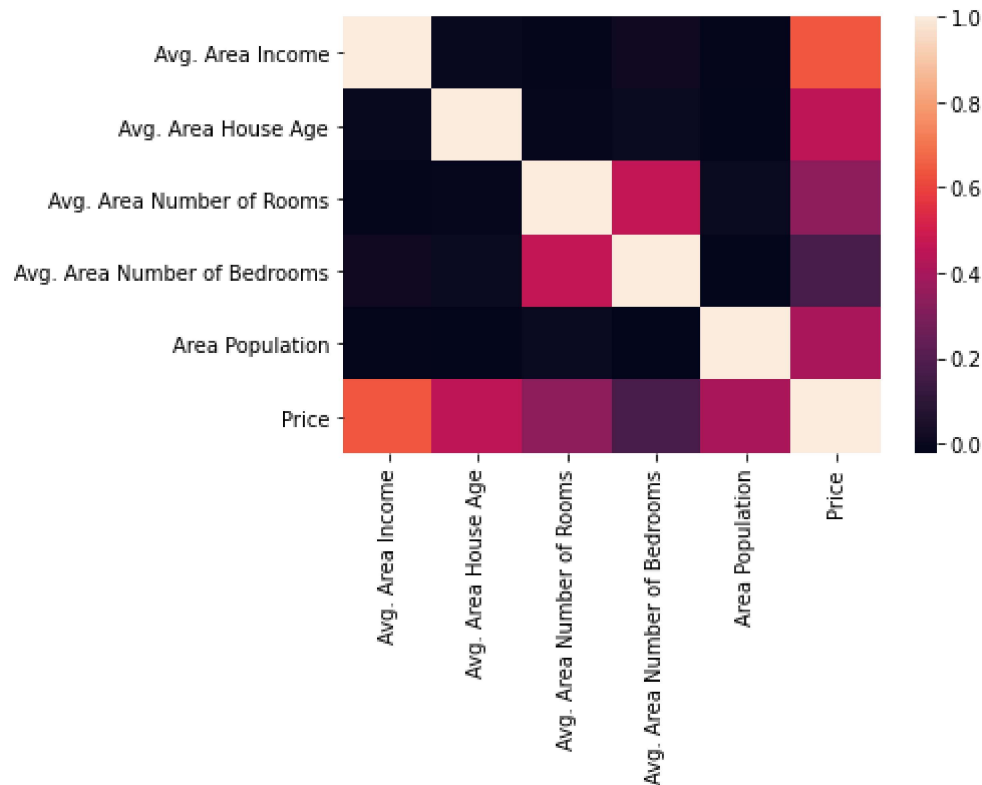 Avg. Area Income
Avg. Area House Age
Avg. Area Number of Rooms
Avg. Area Number of Bedrooms
Area Population
Price
Avg. Area Income
Avg. Area House Age
Avg. Area Number of Rooms
Avg. Area Number of Bedrooms
Area Population
Price
1.0
0.8
0.6
0.4
0.2
0.0